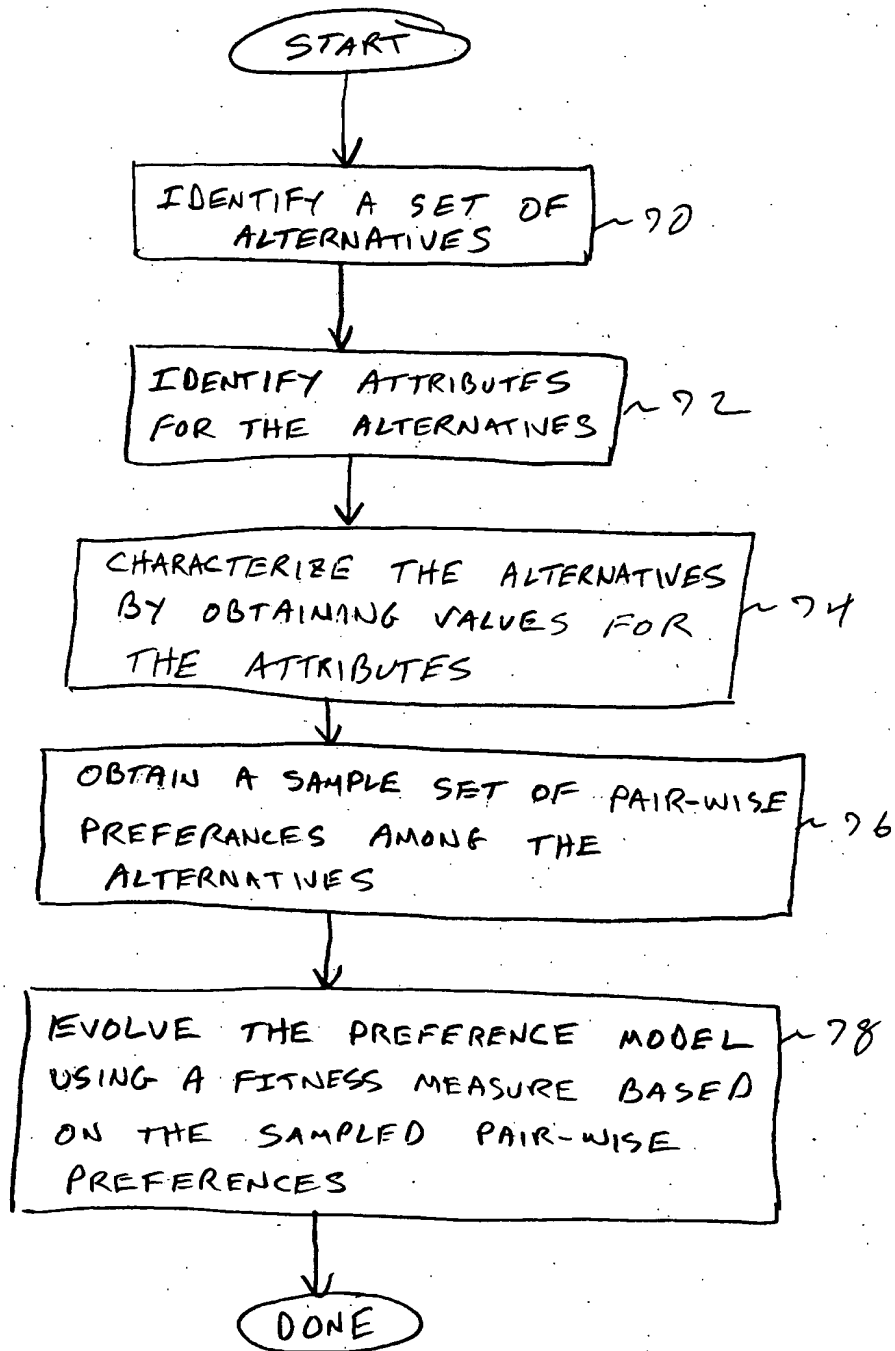 START
IDENTIFY A SET OF
ALTERNATIVES
~70
IDENTIFY ATTRIBUTES
FOR THE ALTERNATIVES
~72
CHARACTERIZE THE ALTERNATIVES
BY OBTAINING VALUES FOR
THE ATTRIBUTES
~74
OBTAIN A SAMPLE SET OF PAIR-WISE
PREFERANCES AMONG THE
ALTERNATIVES
~76
EVOLVE THE PREFERENCE MODEL
USING A FITNESS MEASURE BASED
ON THE SAMPLED PAIR-WISE
PREFERENCES
~78
DONE